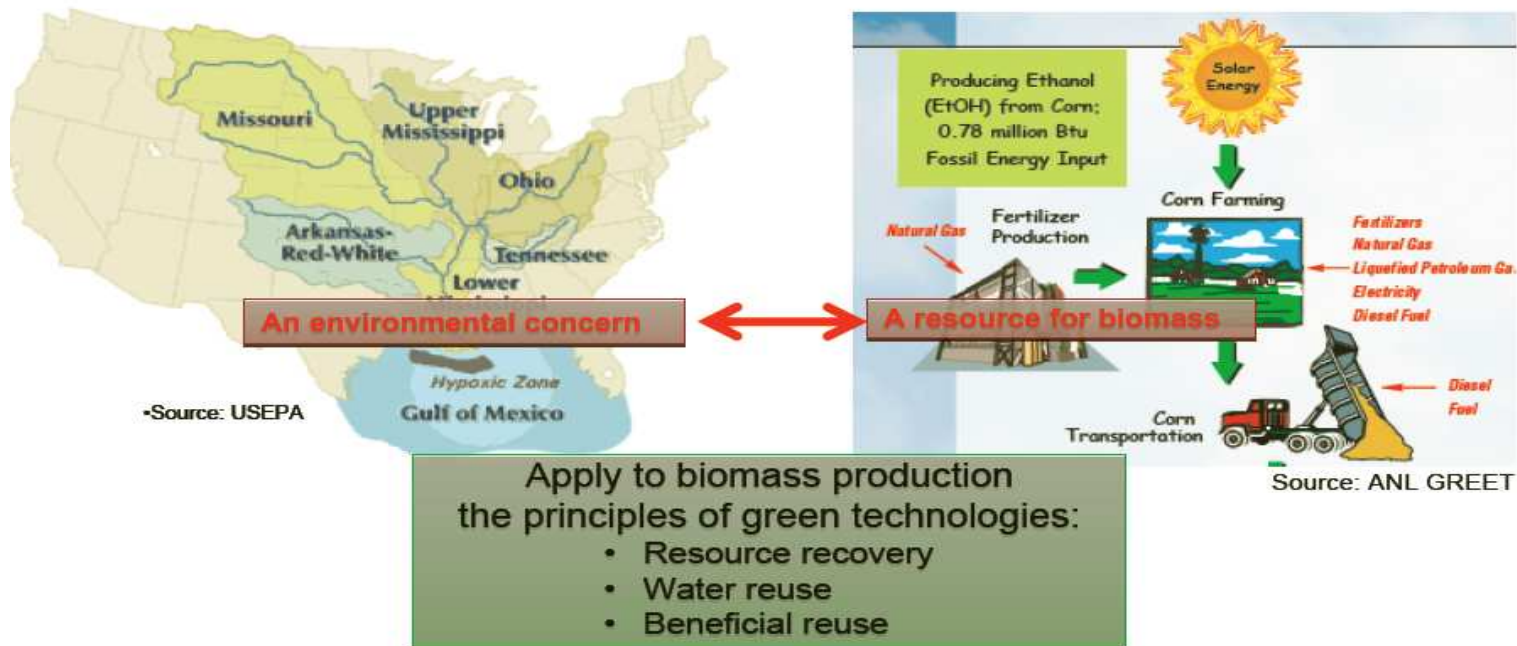 Missouri
Upper
Mississippi
Ohio
Arkansas-
Red-White
Tennessee
Lower
Mississippi
An environmental concern
Hypoxic Zone
Gulf of Mexico
•Source: USEPA
Producing Ethanol
(EtOH) from Corn;
0.78 million Btu
Fossil Energy Input
Solar
Energy
Corn Farming
Natural Gas
Fertilizer
Production
Fertilizers
Natural Gas
Liquefied Petroleum Ga
Electricity
Diesel Fuel
A resource for biomass
Diesel
Fuel
Corn
Transportation
Source: ANL GREET
Apply to biomass production
the principles of green technologies:
• Resource recovery
• Water reuse
• Beneficial reuse